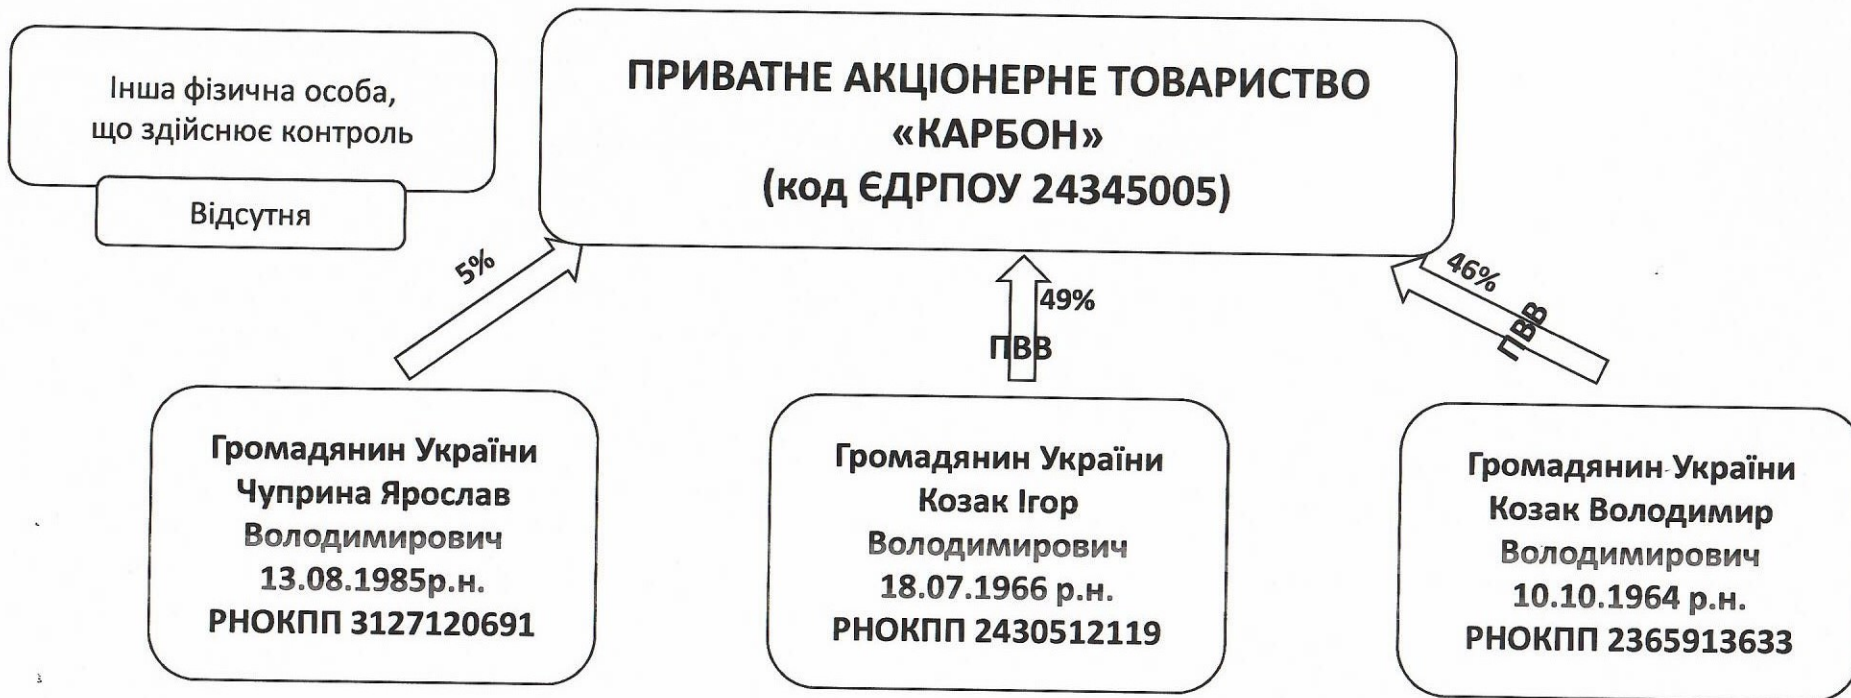 Інша фізична особа,
що здійснює контроль
Відсутня
ПРИВАТНЕ АКЦІОНЕРНЕ ТОВАРИСТВО
«КАРБОН»
(код ЄДРПОУ 24345005)
5%
49%
ПВВ
46%
ПВВ
Громадянин України
Чуприна Ярослав
Володимирович
13.08.1985р.н.
РНОКПП 3127120691
Громадянин України
Козак Ігор
Володимирович
18.07.1966 р.н.
РНОКПП 2430512119
Громадянин України
Козак Володимир
Володимирович
10.10.1964 р.н.
РНОКПП 2365913633